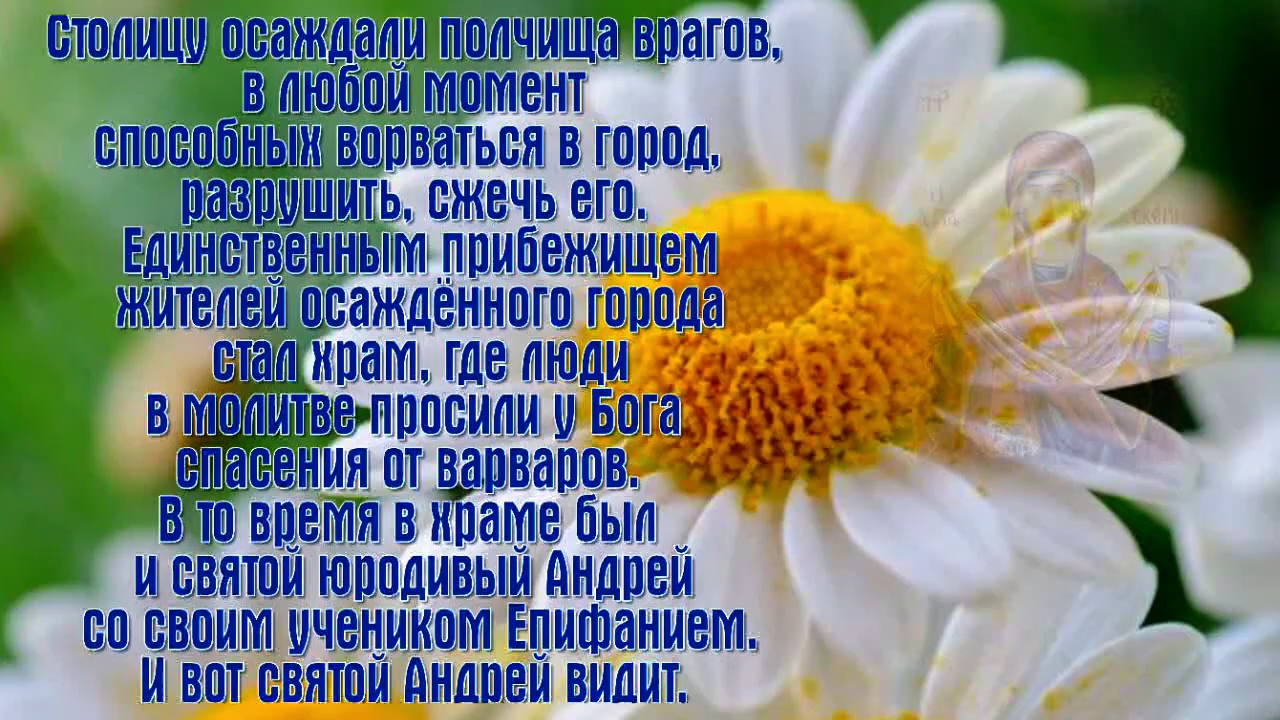 Столицу осаждали полчища врагов,
в любой момент
способных ворваться в город,
разрушить, сжечь его.
Единственным прибежищем
жителей осаждённого города
стал храм, где люди
в молитве просили у Бога
спасения от варваров.
В то время в храме был
и святой юродивый Андрей
со своим учеником Епифанием.
И вот святой Андрей видит,